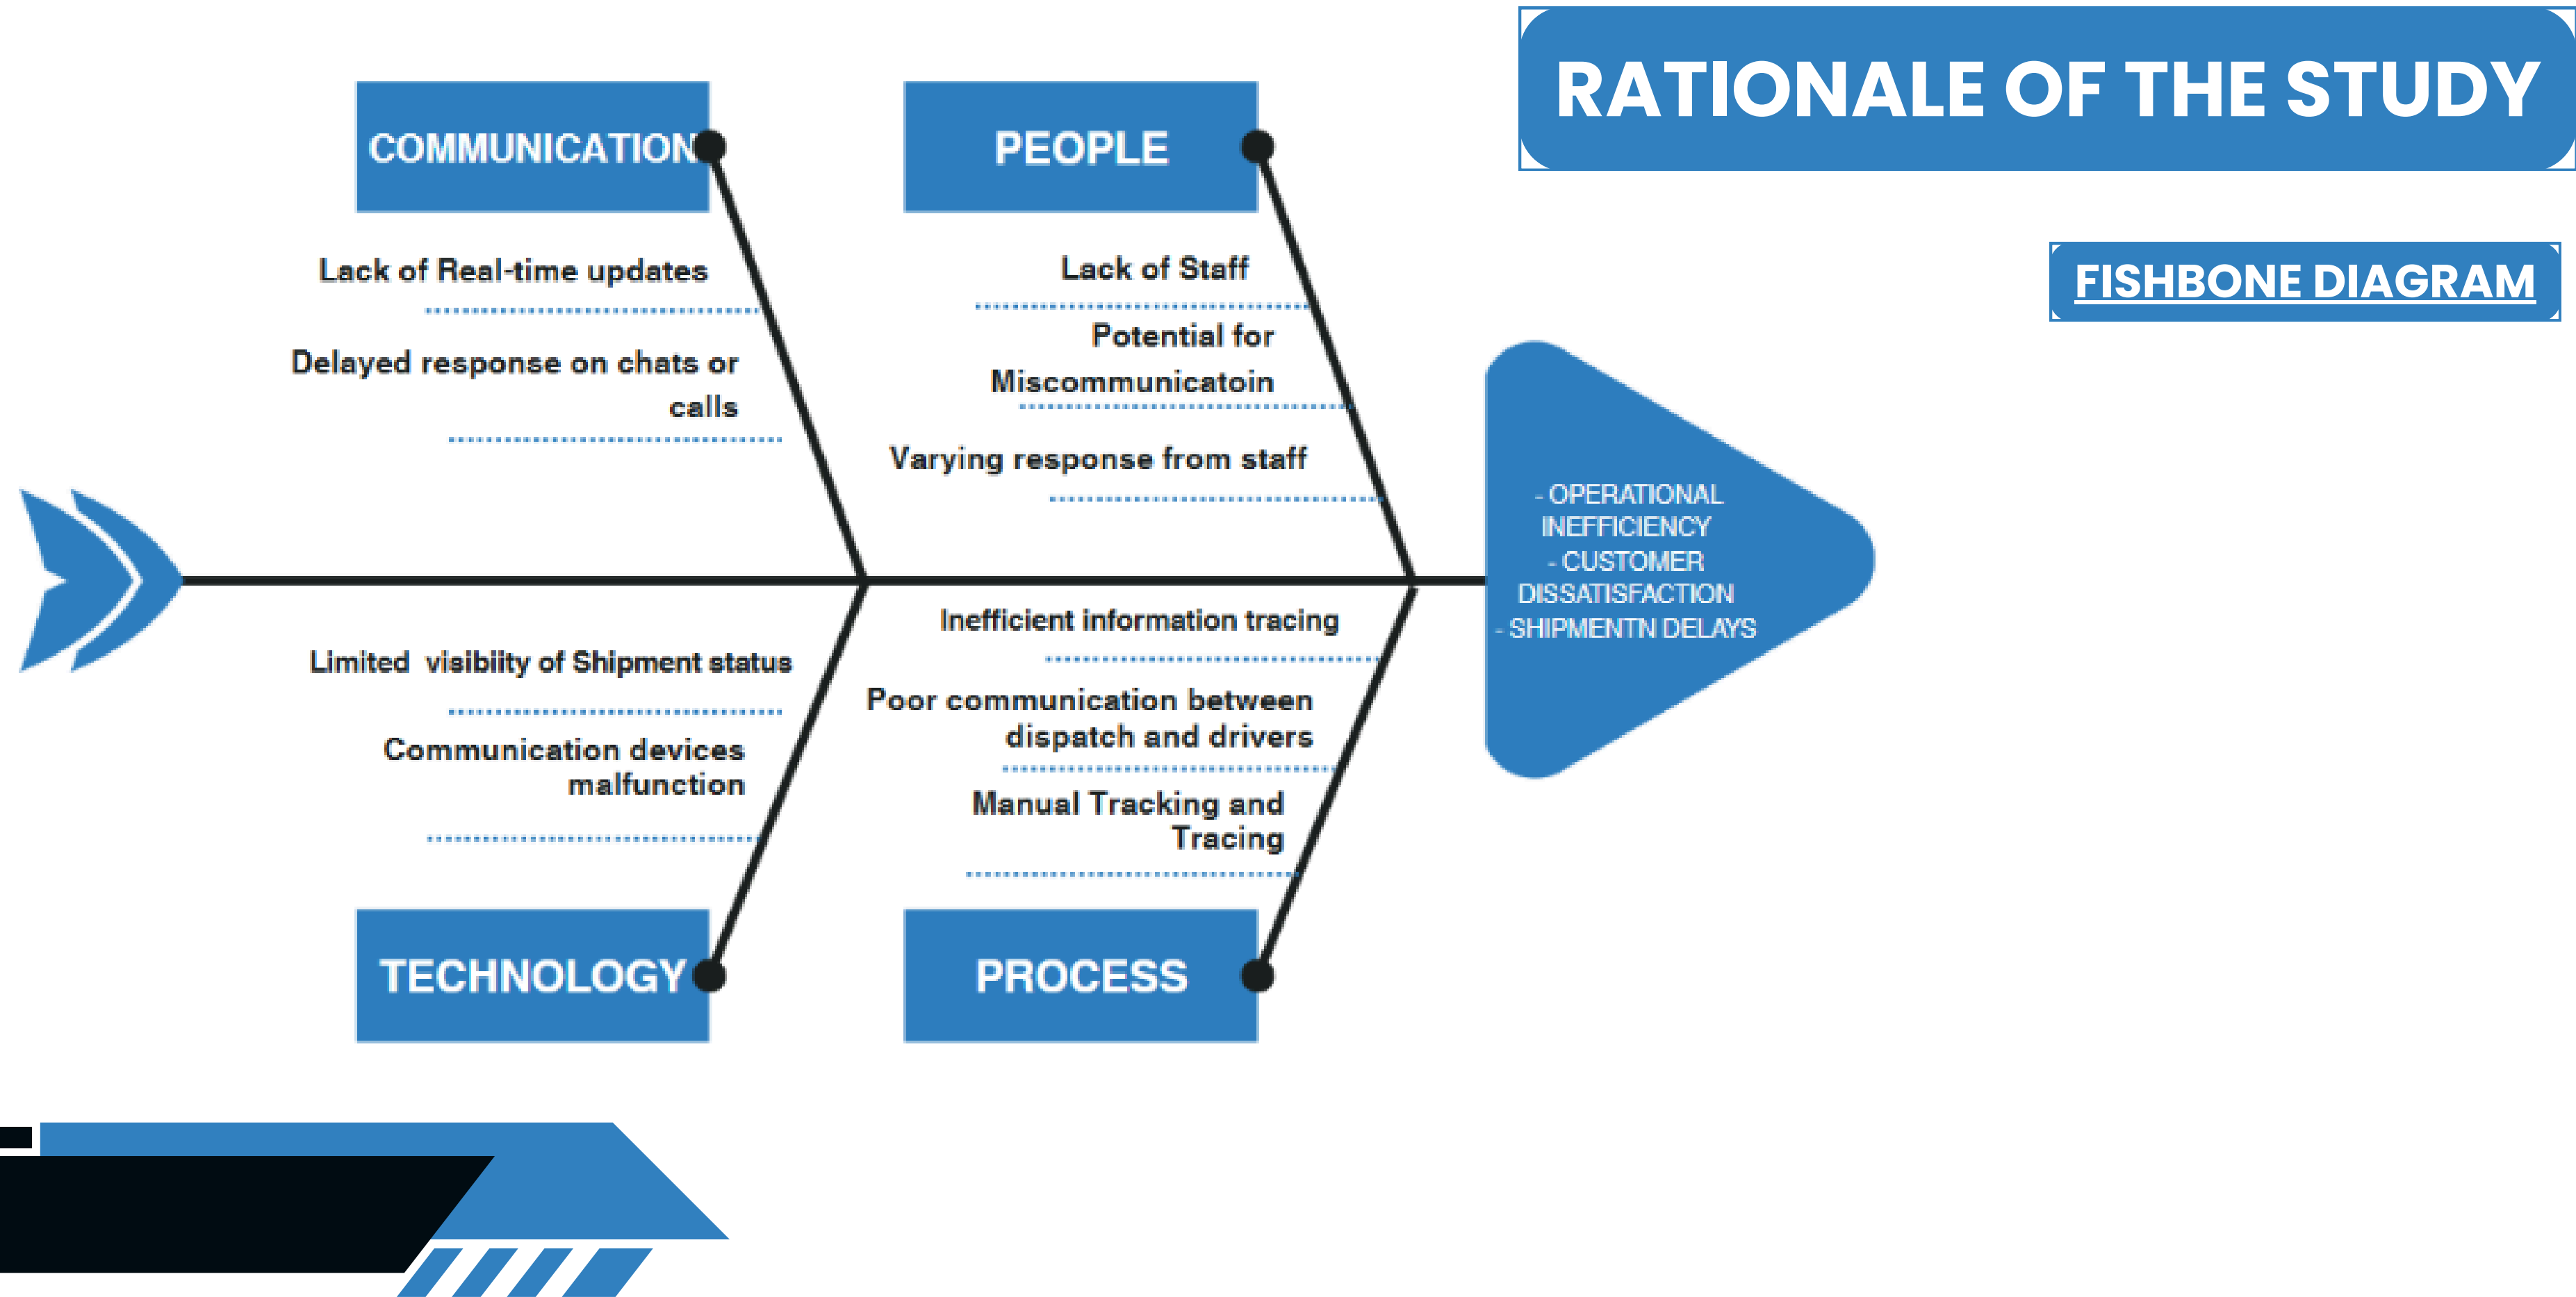 RATIONALE OF THE STUDY
FISHBONE DIAGRAM
COMMUNICATION
Lack of Real-time updates
Delayed response on chats or
calls
PEOPLE
Lack of Staff
Potential for
Miscommunicatoin
Varying response from staff
- OPERATIONAL
INEFFICIENCY
- CUSTOMER
DISSATISFACTION
- SHIPMENTN DELAYS
Limited visibiity of Shipment status
Communication devices
malfunction
TECHNOLOGY
Inefficient information tracing
Poor communication between
dispatch and drivers
Manual Tracking and
Tracing
PROCESS